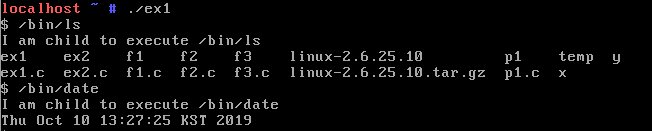 localhost ~ # ./ex1
$ /bin/ls
I am child to execute /bin/ls
ex1 ex2 f1 f2 f3 linux-2.6.25.10 p1 temp y
ex1.c ex2.c f1.c f2.c f3.c linux-2.6.25.10.tar.gz p1.c x
$ /bin/date
I am child to execute /bin/date
Thu Oct 10 13:27:25 KST 2019